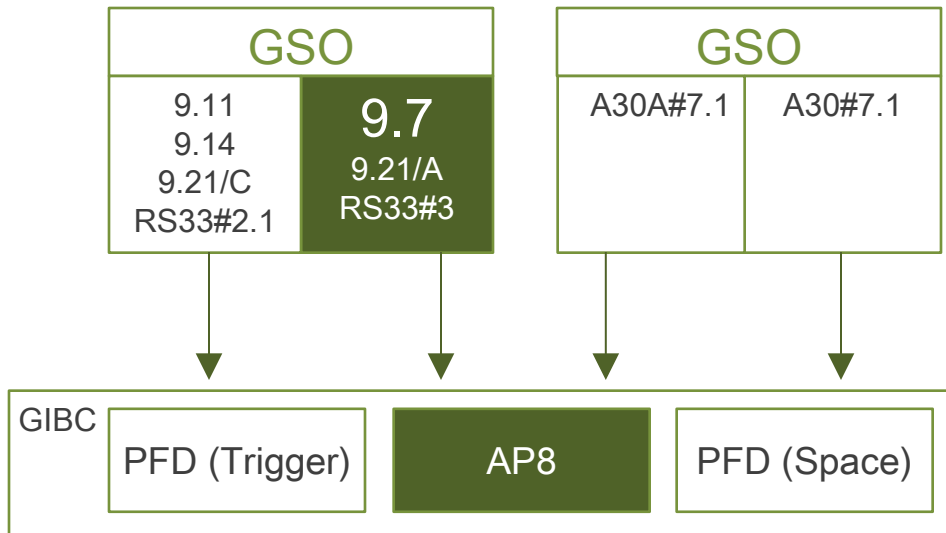 GSO
9.11
9.14
9.21/C
RS33#2.1
9.7
9.21/A
RS33#3
GSO
A30A#7.1
A30#7.1
GIBC
PFD (Trigger)
AP8
PFD (Space)